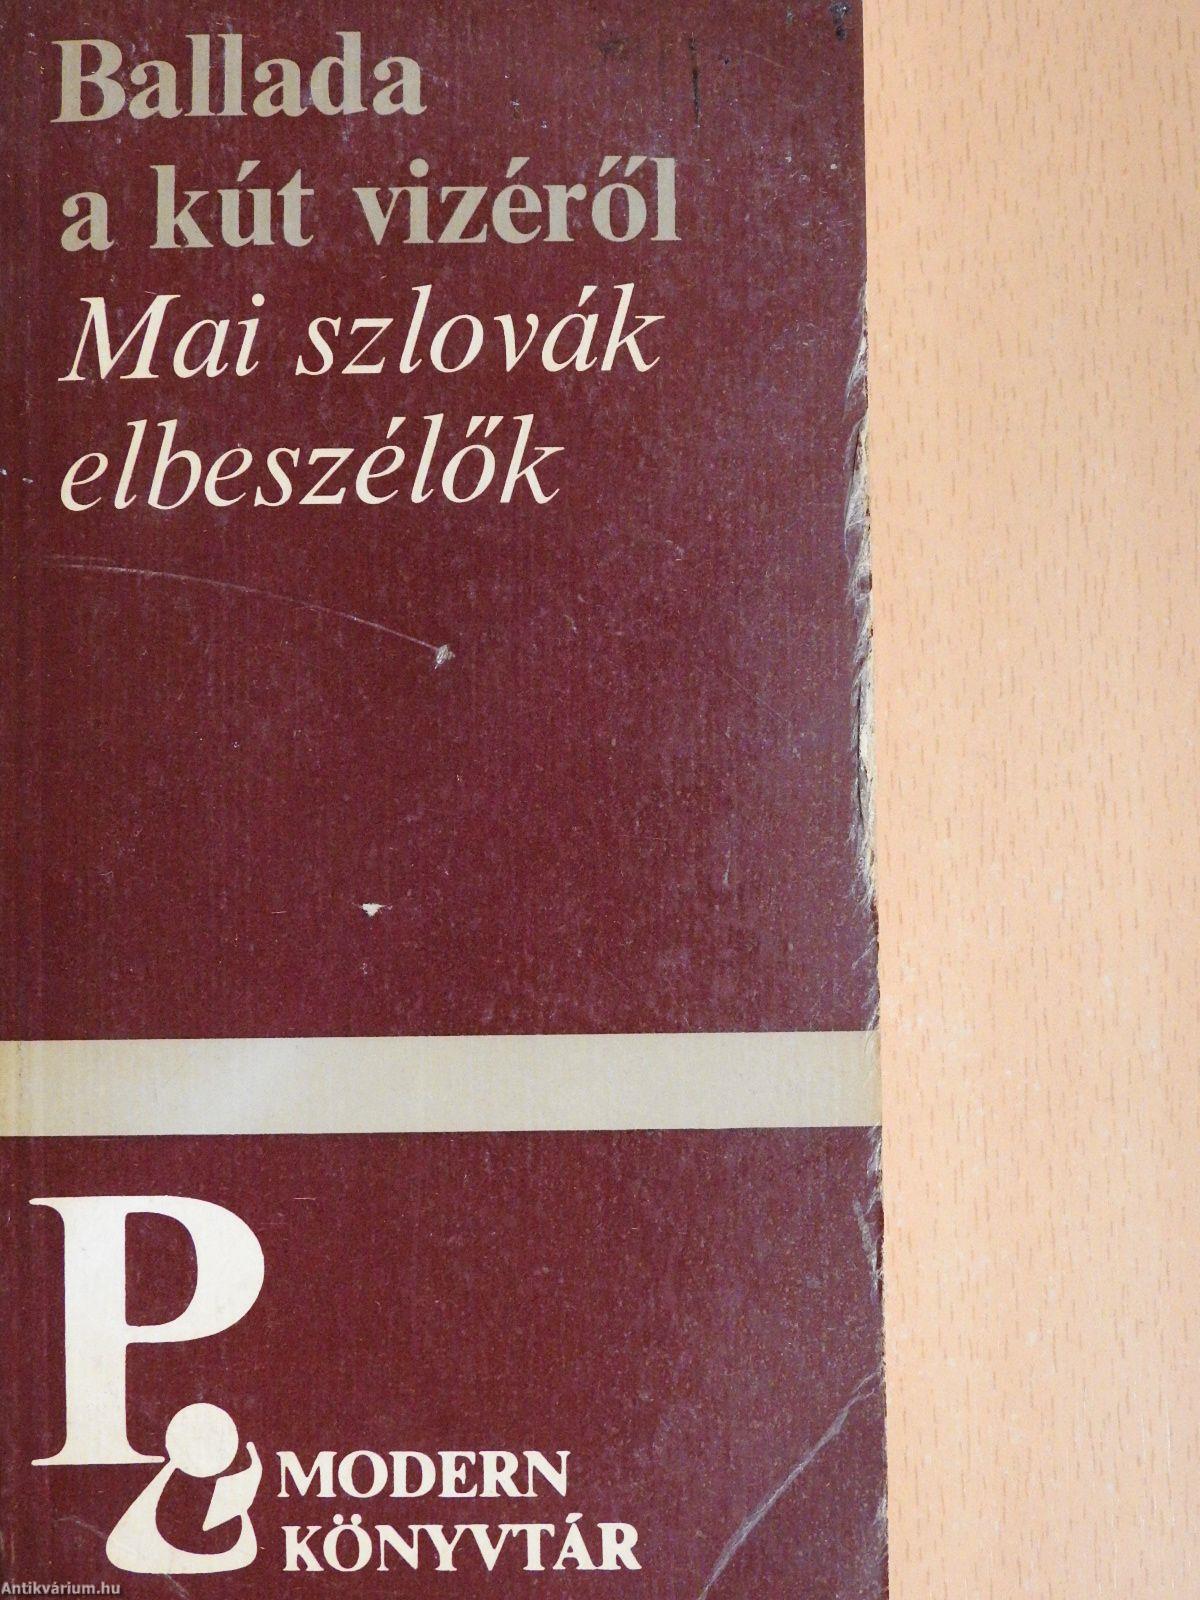 Ballada
a kút vizéről
Mai szlovák
elbeszélők
P
MODERN
KÖNYVTÁR
Antikvárium.hu